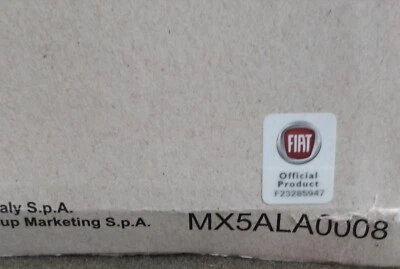 FIAT
Official
Product
F23285947
aly S.p.A.
up Marketing S.p.A.
MX5ALA0008